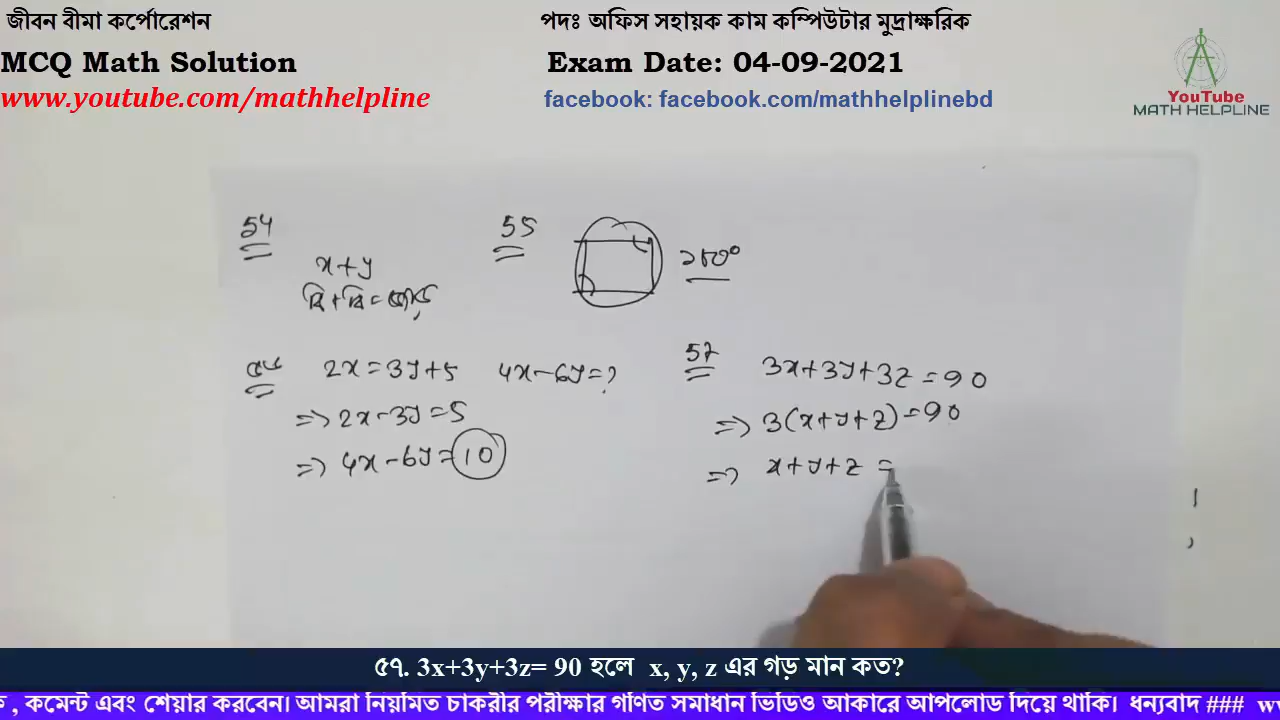 জীবন বীমা কর্পোরেশন
পদঃ অফিস সহায়ক কাম কম্পিউটার মুদ্রাক্ষরিক
MCQ Math Solution
Exam Date: 04-09-2021
www.youtube.com/mathhelpline
facebook: facebook.com/mathhelplinebd
YouTube
MATH HELPLINE
54
x+y
55
১৮০°
৫৬
2x=3y+5
4x-6y=?
=> 2x-3y=5
=> 4x-6y=10
57
3x+3y+3z=90
=> 3(x+y+z)=90
=> x+y+z =
৫৭. 3x+3y+3z= 90 হলে x, y, z এর গড় মান কত?
, কমেন্ট এবং শেয়ার করবেন। আমরা নিয়মিত চাকরীর পরীক্ষার গণিত সমাধান ভিডিও আকারে আপলোড দিয়ে থাকি। ধন্যবাদ ###